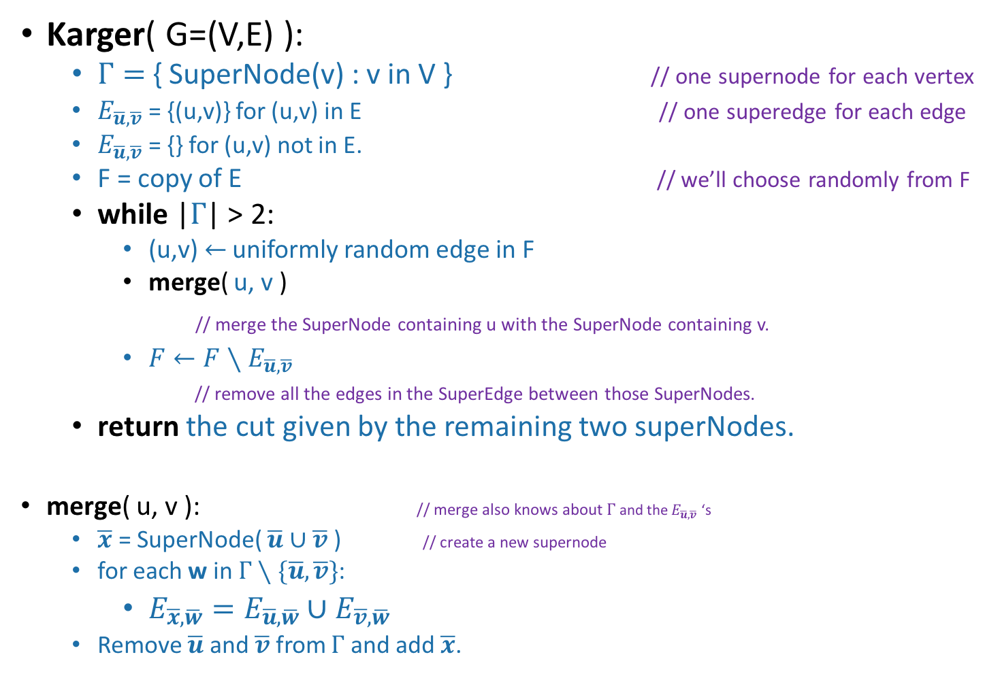 • Karger( G=(V,E) ):
• Γ = { SuperNode(v) : v in V } // one supernode for each vertex
• E_{u̅,v̅} = {(u,v)} for (u,v) in E // one superedge for each edge
• E_{u̅,v̅} = {} for (u,v) not in E.
• F = copy of E // we’ll choose randomly from F
• while |Γ| > 2:
• (u,v) ← uniformly random edge in F
• merge( u, v )
// merge the SuperNode containing u with the SuperNode containing v.
• F ← F \ E_{u̅,v̅}
// remove all the edges in the SuperEdge between those SuperNodes.
• return the cut given by the remaining two superNodes.
• merge( u, v ): // merge also knows about Γ and the E_{u̅,v̅} ‘s
• x̅ = SuperNode( u̅ ∪ v̅ ) // create a new supernode
• for each w in Γ \ {u̅, v̅}:
• E_{x̅,w̅} = E_{u̅,w̅} ∪ E_{v̅,w̅}
• Remove u̅ and v̅ from Γ and add x̅.